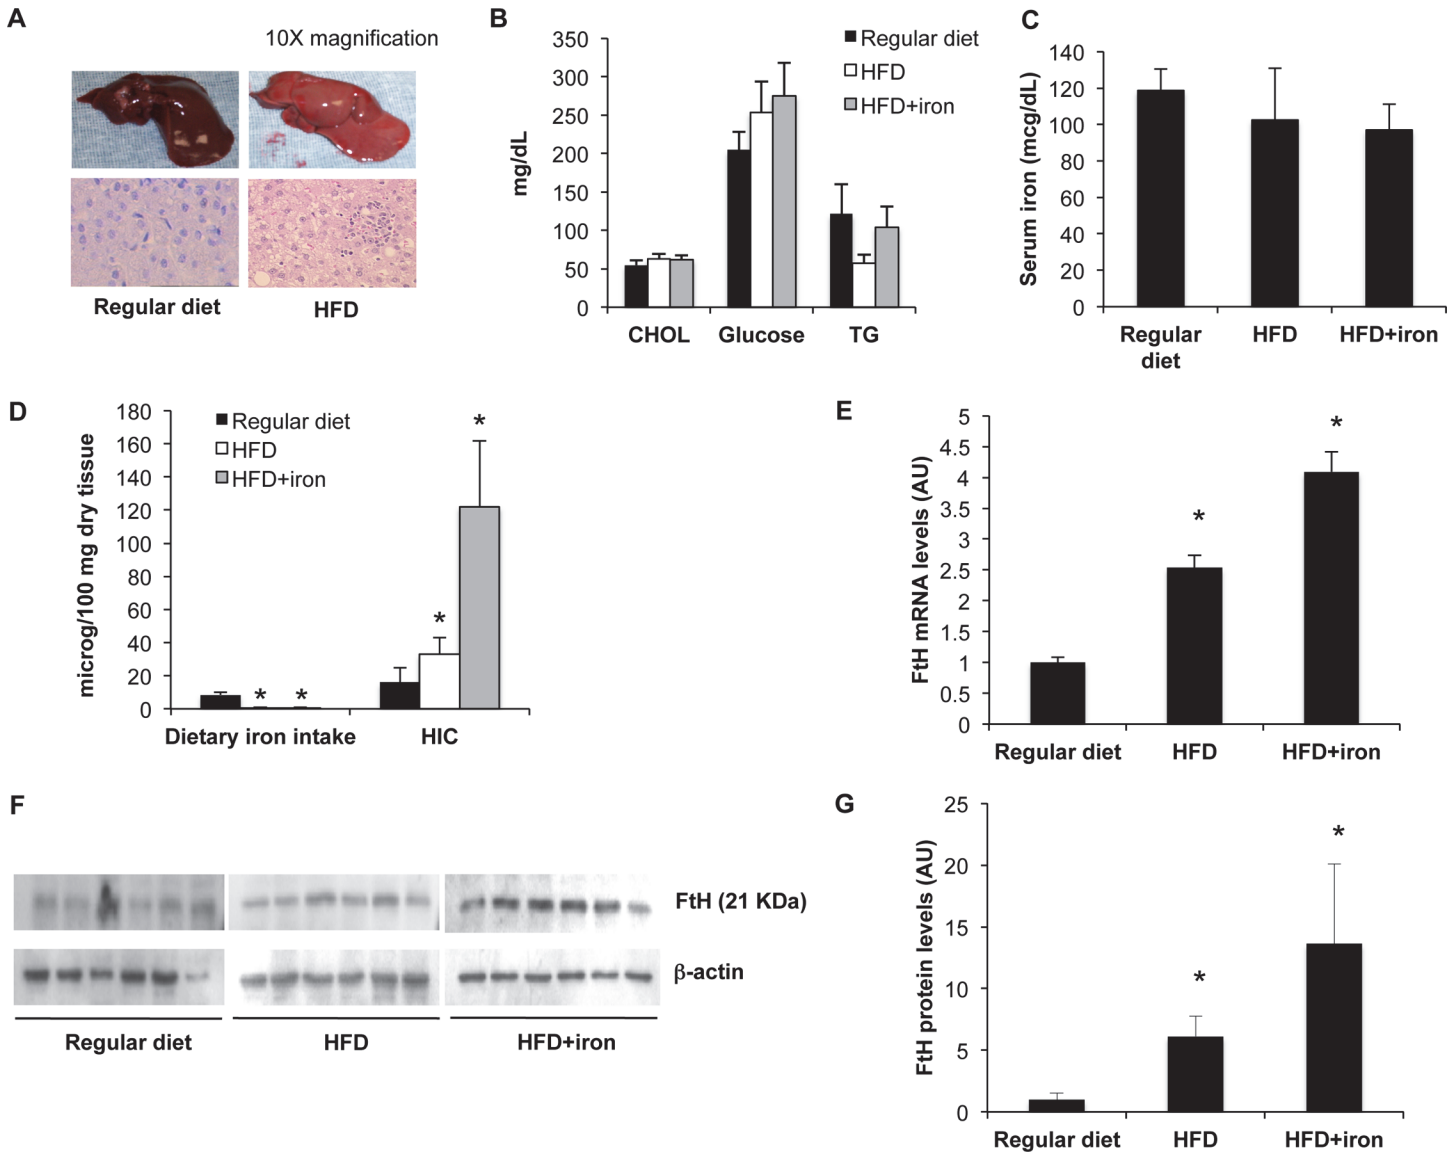 A
10X magnification
Regular diet
HFD
B
350
300
250
200
150
100
50
0
mg/dL
Regular diet
HFD
HFD+iron
CHOL
Glucose
TG
C
140
120
100
80
60
40
20
0
Serum iron (mcg/dL)
Regular
diet
HFD
HFD+iron
D
180
160
140
120
100
80
60
40
20
0
microg/100 mg dry tissue
Regular diet
HFD
HFD+iron
*
*
*
*
Dietary iron intake
HIC
E
5
4.5
4
3.5
3
2.5
2
1.5
1
0.5
0
FtH mRNA levels (AU)
*
*
Regular diet
HFD
HFD+iron
F
FtH (21 KDa)
β-actin
Regular diet
HFD
HFD+iron
G
25
20
15
10
5
0
FtH protein levels (AU)
*
*
Regular diet
HFD
HFD+iron